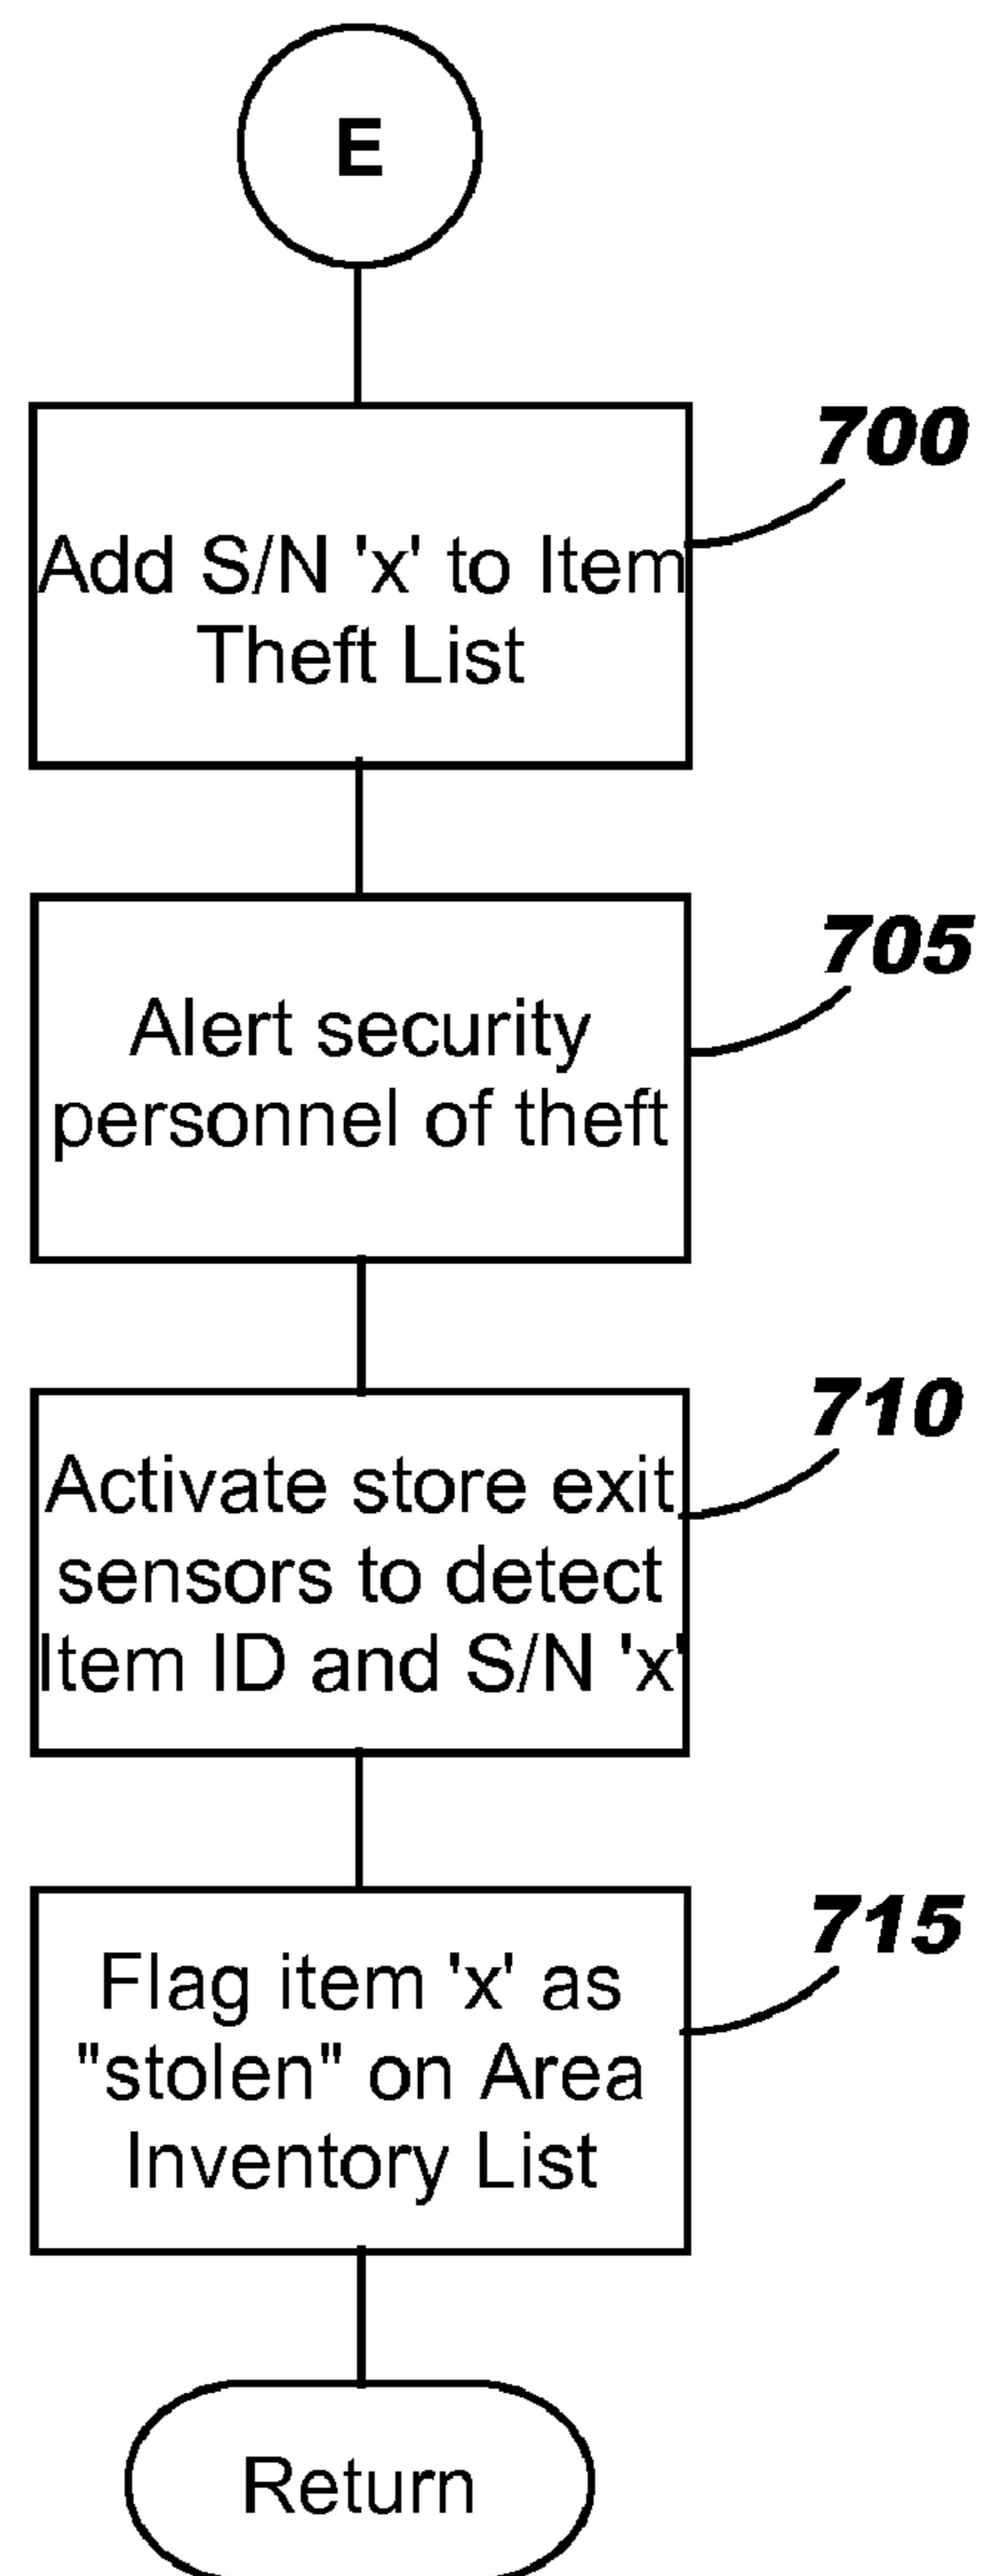 E
700
Add S/N 'x' to Item
Theft List
705
Alert security
personnel of theft
710
Activate store exit
sensors to detect
Item ID and S/N 'x'
715
Flag item 'x' as
"stolen" on Area
Inventory List
Return